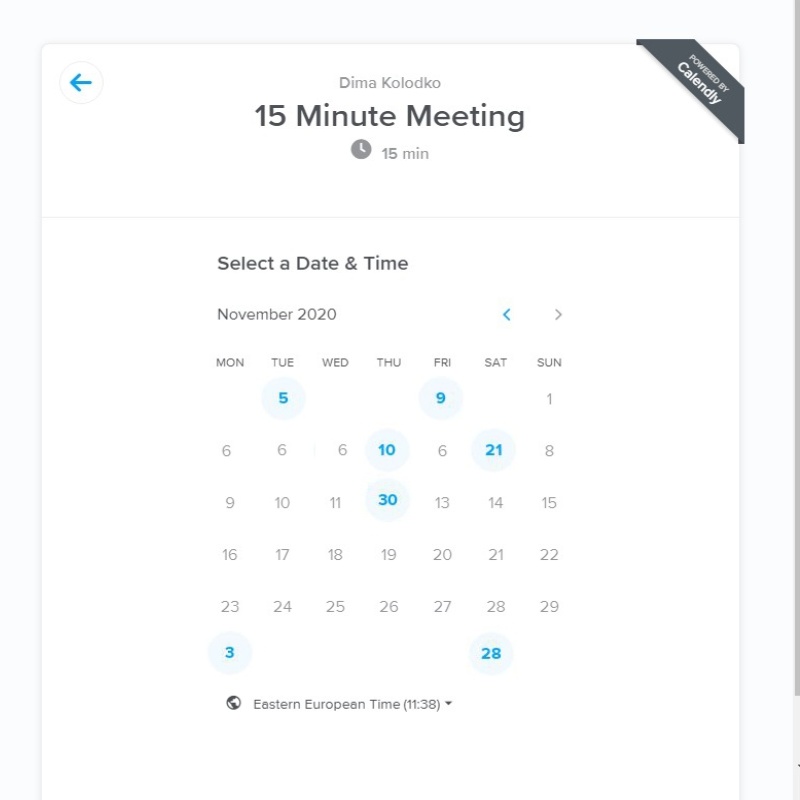 POWERED BY
Calendly
Dima Kolodko
15 Minute Meeting
15 min
Select a Date & Time
November 2020
MON TUE WED THU FRI SAT SUN
5 9 1
6 6 6 10 6 21 8
9 10 11 30 13 14 15
16 17 18 19 20 21 22
23 24 25 26 27 28 29
3 28
Eastern European Time (11:38)